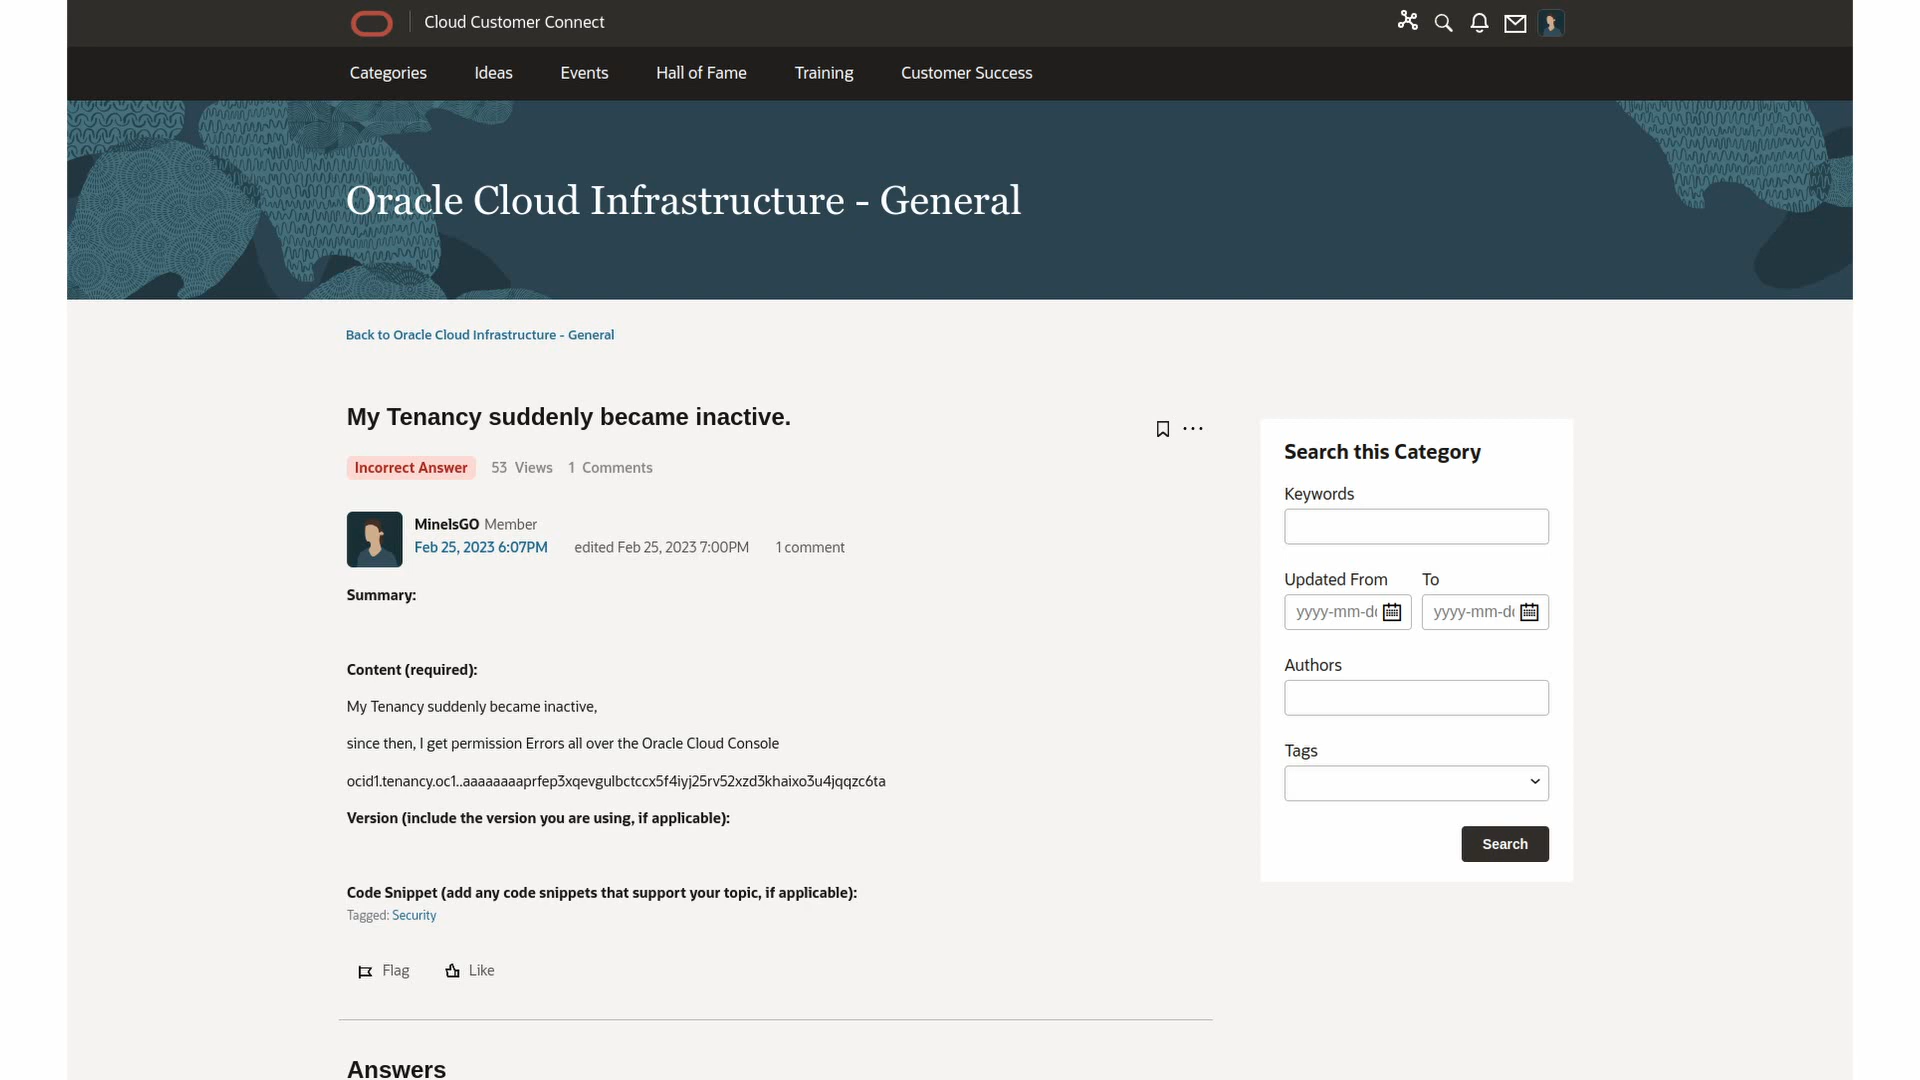 Cloud Customer Connect
Categories Ideas Events Hall of Fame Training Customer Success
Oracle Cloud Infrastructure - General
Back to Oracle Cloud Infrastructure - General
My Tenancy suddenly became inactive.
Incorrect Answer 53 Views 1 Comments
MineIsGO Member
Feb 25, 2023 6:07PM edited Feb 25, 2023 7:00PM 1 comment
Summary:
Content (required):
My Tenancy suddenly became inactive,
since then, I get permission Errors all over the Oracle Cloud Console
ocid1.tenancy.oc1..aaaaaaaaprfep3xqevgulbctccx5f4iyj25rv52xzd3khaixo3u4jqqzc6ta
Version (include the version you are using, if applicable):
Code Snippet (add any code snippets that support your topic, if applicable):
Tagged: Security
Flag Like
Answers
Search this Category
Keywords
Updated From To
yyyy-mm-dd yyyy-mm-dd
Authors
Tags
Search